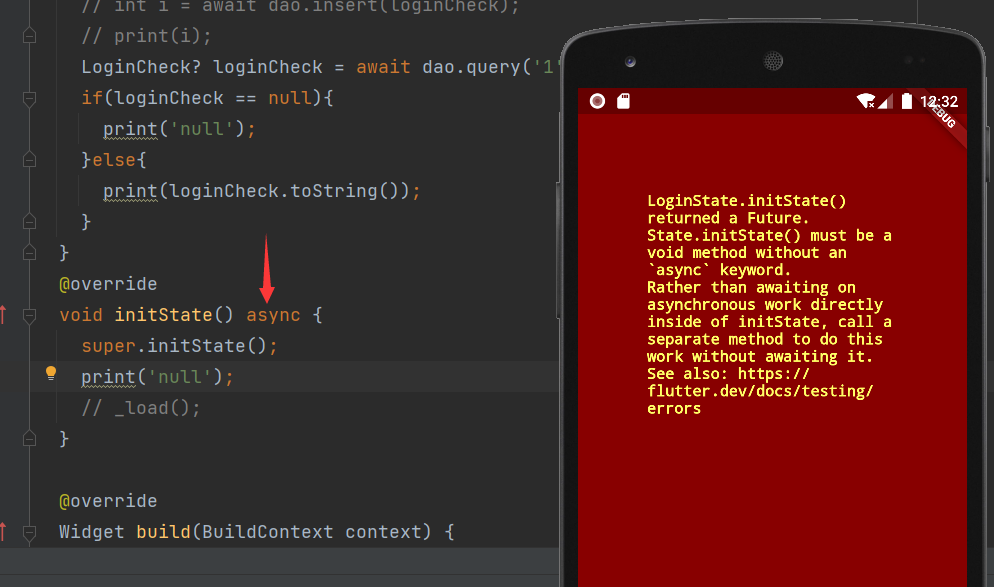 // int i = await dao.insert(loginCheck);
// print(i);
LoginCheck? loginCheck = await dao.query('1'
if(loginCheck == null){
print('null');
}else{
print(loginCheck.toString());
}
}
@override
void initState() async {
super.initState();
print('null');
// _load();
}
@override
Widget build(BuildContext context) {
12:32
DEBUG
LoginState.initState()
returned a Future.
State.initState() must be a
void method without an
`async` keyword.
Rather than awaiting on
asynchronous work directly
inside of initState, call a
separate method to do this
work without awaiting it.
See also: https://
flutter.dev/docs/testing/
errors